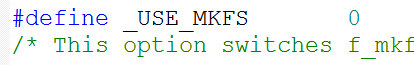 #define _USE_MKFS 0
/* This option switches f_mkf